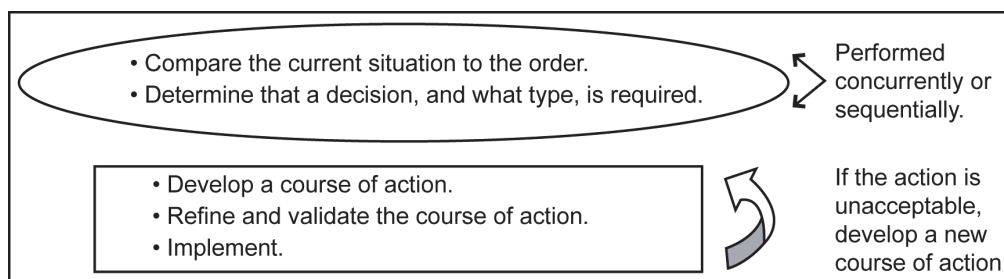 • Compare the current situation to the order.
• Determine that a decision, and what type, is required.
Performed
concurrently or
sequentially.
• Develop a course of action.
• Refine and validate the course of action.
• Implement.
If the action is
unacceptable,
develop a new
course of action